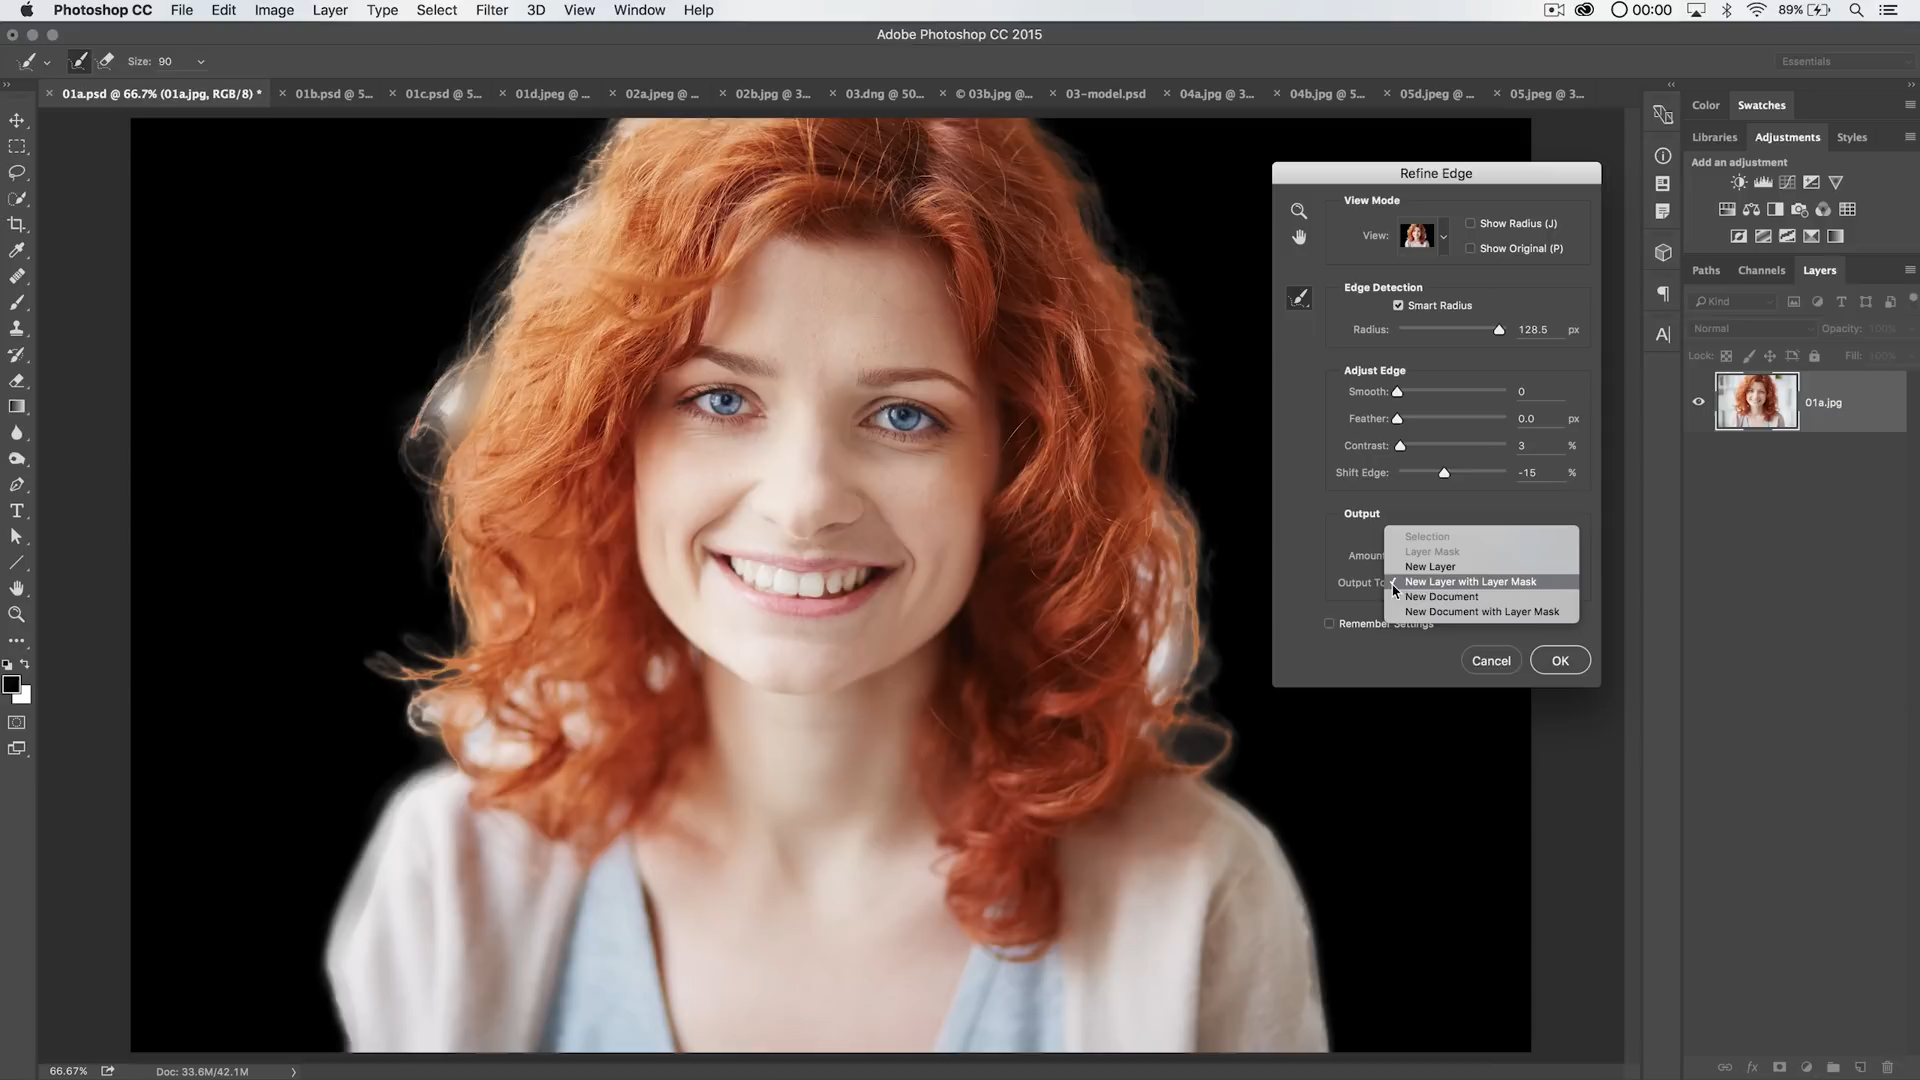 Photoshop CC File Edit Image Layer Type Select Filter 3D View Window Help 00:00 89%
Adobe Photoshop CC 2015
Size: 90 Essentials
01a.psd @ 66.7% (01a.jpg, RGB/8) * 01b.psd @ 5... 01c.psd @ 5... 01d.jpeg @ ... 02a.jpeg @ ... 02b.jpg @ 3... 03.dng @ 50... © 03b.jpg @... 03-model.psd 04a.jpg @ 3... 04b.jpg @ 5... 05d.jpeg @ ... 05.jpeg @ 3...
Color Swatches
Libraries Adjustments Styles
Add an adjustment
Paths Channels Layers
Kind
Normal Opacity: 100%
Lock: Fill: 100%
01a.jpg
Refine Edge
View Mode
View:
Show Radius (J)
Show Original (P)
Edge Detection
Smart Radius
Radius: 128.5 px
Adjust Edge
Smooth: 0
Feather: 0.0 px
Contrast: 3 %
Shift Edge: -15 %
Output
Selection
Layer Mask
Amount
New Layer
Output To
New Layer with Layer Mask
New Document
New Document with Layer Mask
Remember Settings
Cancel OK
66.67% Doc: 33.6M/42.1M